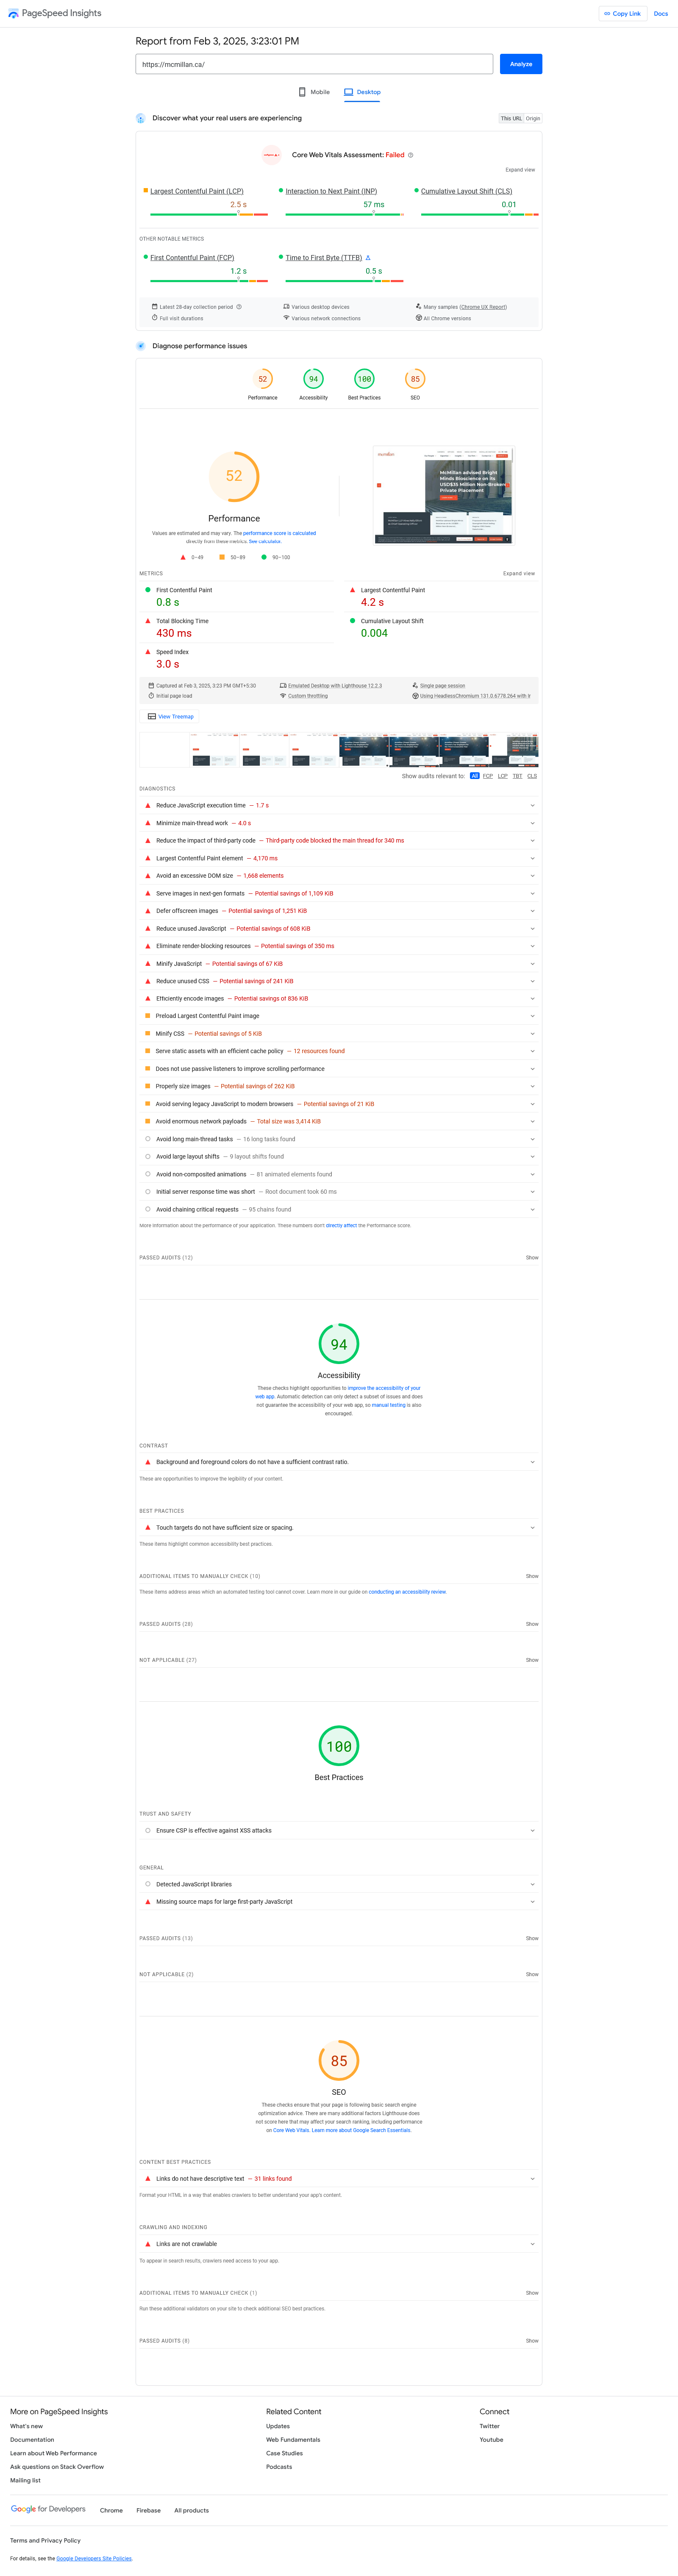 PageSpeed Insights
Copy Link
Docs
Report from Feb 3, 2025, 3:23:01 PM
https://mcmillan.ca/
Analyze
Mobile
Desktop
Discover what your real users are experiencing
This URL
Origin
Core Web Vitals Assessment: Failed
Expand view
Largest Contentful Paint (LCP)
2.5 s
Interaction to Next Paint (INP)
57 ms
Cumulative Layout Shift (CLS)
0.01
OTHER NOTABLE METRICS
First Contentful Paint (FCP)
1.2 s
Time to First Byte (TTFB)
0.5 s
Latest 28-day collection period
Various desktop devices
Many samples (Chrome UX Report)
Full visit durations
Various network connections
All Chrome versions
Diagnose performance issues
52
94
100
85
Performance
Accessibility
Best Practices
SEO
52
Performance
Values are estimated and may vary. The performance score is calculated
directly from these metrics. See calculator.
0–49
50–89
90–100
mcmillan
McMillan advised Bright
Minds Bioscience on its
USD$35 Million Non-Brokered
Private Placement
METRICS
Expand view
First Contentful Paint
0.8 s
Largest Contentful Paint
4.2 s
Total Blocking Time
430 ms
Cumulative Layout Shift
0.004
Speed Index
3.0 s
Captured at Feb 3, 2025, 3:23 PM GMT+5:30
Emulated Desktop with Lighthouse 12.2.3
Single page session
Initial page load
Custom throttling
Using HeadlessChromium 131.0.6778.264 with lr
View Treemap
Show audits relevant to:
All
FCP
LCP
TBT
CLS
DIAGNOSTICS
Reduce JavaScript execution time — 1.7 s
Minimize main-thread work — 4.0 s
Reduce the impact of third-party code — Third-party code blocked the main thread for 340 ms
Largest Contentful Paint element — 4,170 ms
Avoid an excessive DOM size — 1,668 elements
Serve images in next-gen formats — Potential savings of 1,109 KiB
Defer offscreen images — Potential savings of 1,251 KiB
Reduce unused JavaScript — Potential savings of 608 KiB
Eliminate render-blocking resources — Potential savings of 350 ms
Minify JavaScript — Potential savings of 67 KiB
Reduce unused CSS — Potential savings of 241 KiB
Efficiently encode images — Potential savings of 836 KiB
Preload Largest Contentful Paint image
Minify CSS — Potential savings of 5 KiB
Serve static assets with an efficient cache policy — 12 resources found
Does not use passive listeners to improve scrolling performance
Properly size images — Potential savings of 262 KiB
Avoid serving legacy JavaScript to modern browsers — Potential savings of 21 KiB
Avoid enormous network payloads — Total size was 3,414 KiB
Avoid long main-thread tasks — 16 long tasks found
Avoid large layout shifts — 9 layout shifts found
Avoid non-composited animations — 81 animated elements found
Initial server response time was short — Root document took 60 ms
Avoid chaining critical requests — 95 chains found
More information about the performance of your application. These numbers don't directly affect the Performance score.
PASSED AUDITS (12)
Show
94
Accessibility
These checks highlight opportunities to improve the accessibility of your
web app. Automatic detection can only detect a subset of issues and does
not guarantee the accessibility of your web app, so manual testing is also
encouraged.
CONTRAST
Background and foreground colors do not have a sufficient contrast ratio.
These are opportunities to improve the legibility of your content.
BEST PRACTICES
Touch targets do not have sufficient size or spacing.
These items highlight common accessibility best practices.
ADDITIONAL ITEMS TO MANUALLY CHECK (10)
Show
These items address areas which an automated testing tool cannot cover. Learn more in our guide on conducting an accessibility review.
PASSED AUDITS (28)
Show
NOT APPLICABLE (27)
Show
100
Best Practices
TRUST AND SAFETY
Ensure CSP is effective against XSS attacks
GENERAL
Detected JavaScript libraries
Missing source maps for large first-party JavaScript
PASSED AUDITS (13)
Show
NOT APPLICABLE (2)
Show
85
SEO
These checks ensure that your page is following basic search engine
optimization advice. There are many additional factors Lighthouse does
not score here that may affect your search ranking, including performance
on Core Web Vitals. Learn more about Google Search Essentials.
CONTENT BEST PRACTICES
Links do not have descriptive text — 31 links found
Format your HTML in a way that enables crawlers to better understand your app's content.
CRAWLING AND INDEXING
Links are not crawlable
To appear in search results, crawlers need access to your app.
ADDITIONAL ITEMS TO MANUALLY CHECK (1)
Show
Run these additional validators on your site to check additional SEO best practices.
PASSED AUDITS (8)
Show
More on PageSpeed Insights
What's new
Documentation
Learn about Web Performance
Ask questions on Stack Overflow
Mailing list
Related Content
Updates
Web Fundamentals
Case Studies
Podcasts
Connect
Twitter
Youtube
Google for Developers
Chrome
Firebase
All products
Terms and Privacy Policy
For details, see the Google Developers Site Policies.